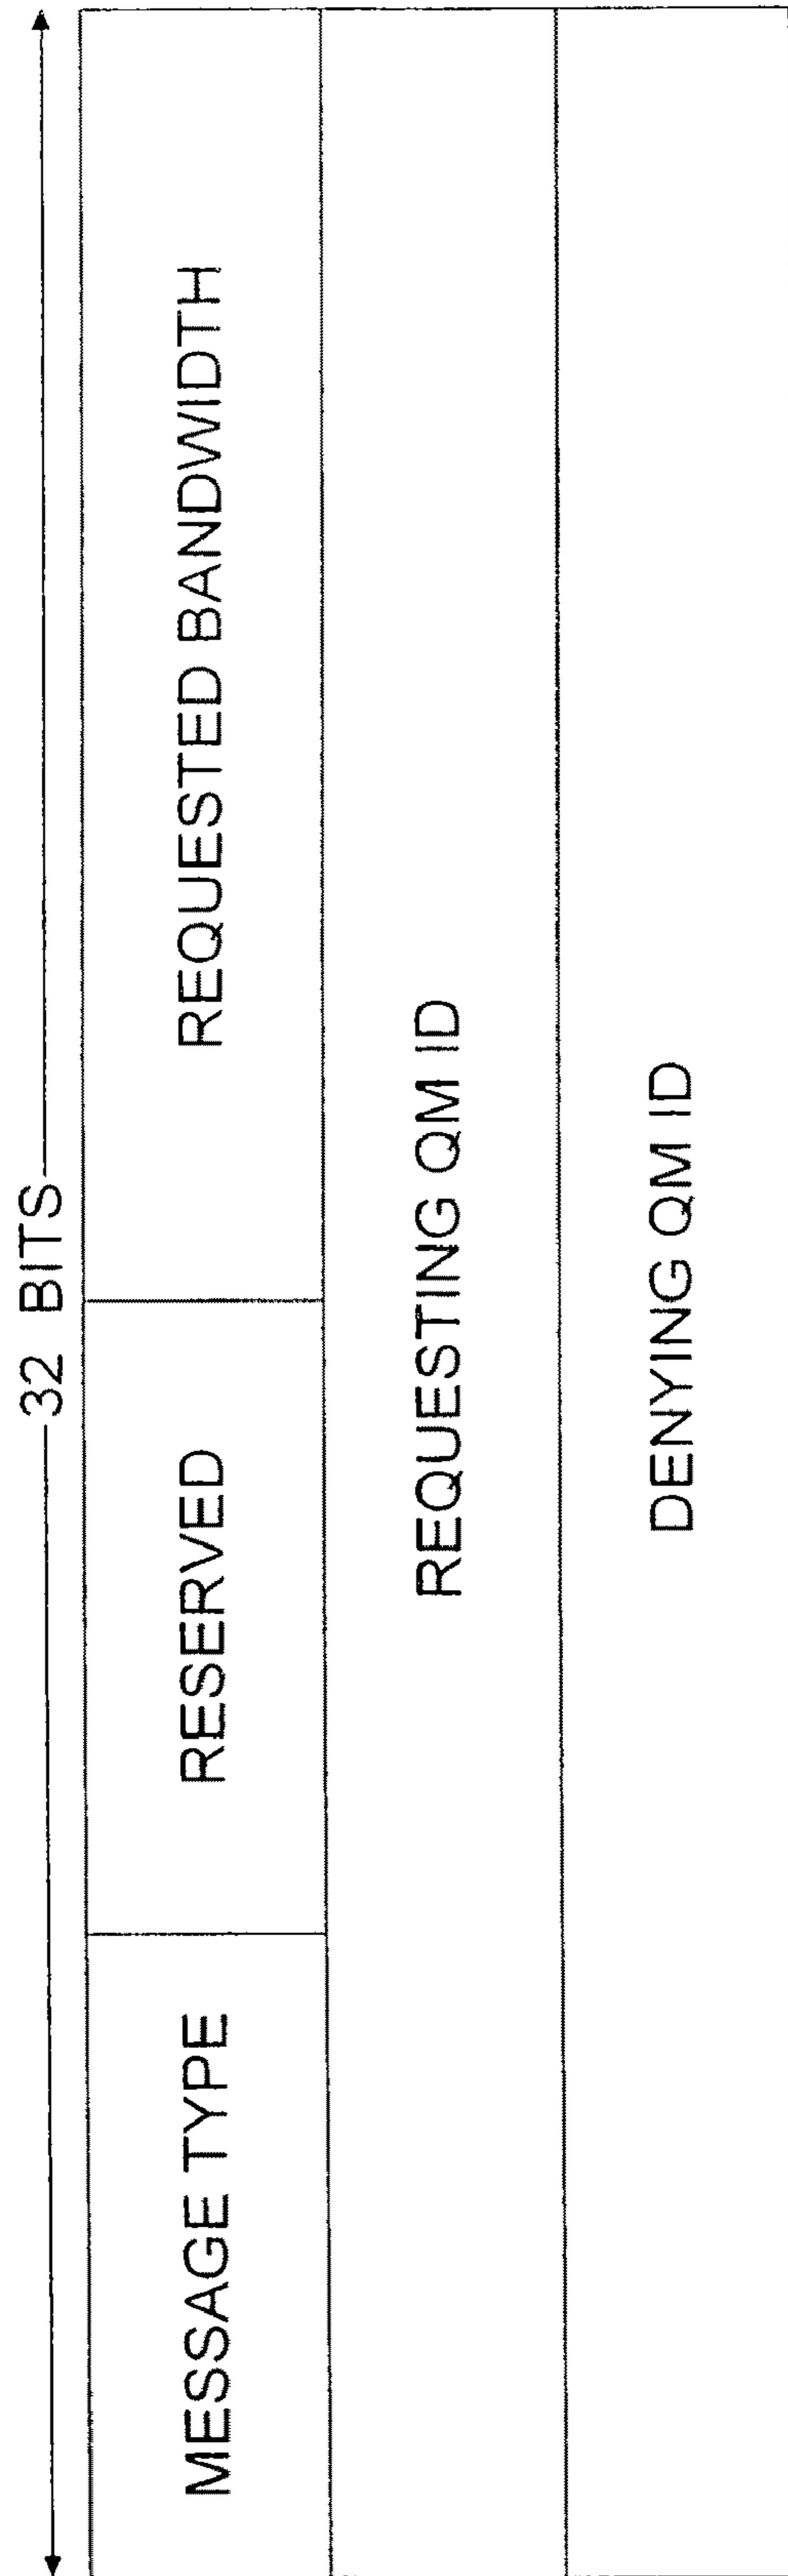 32 BITS
MESSAGE TYPE
RESERVED
REQUESTED BANDWIDTH
REQUESTING QM ID
DENYING QM ID